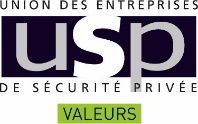 UNION DES ENTREPRISES
usp
DE SÉCURITÉ PRIVÉE
VALEURS